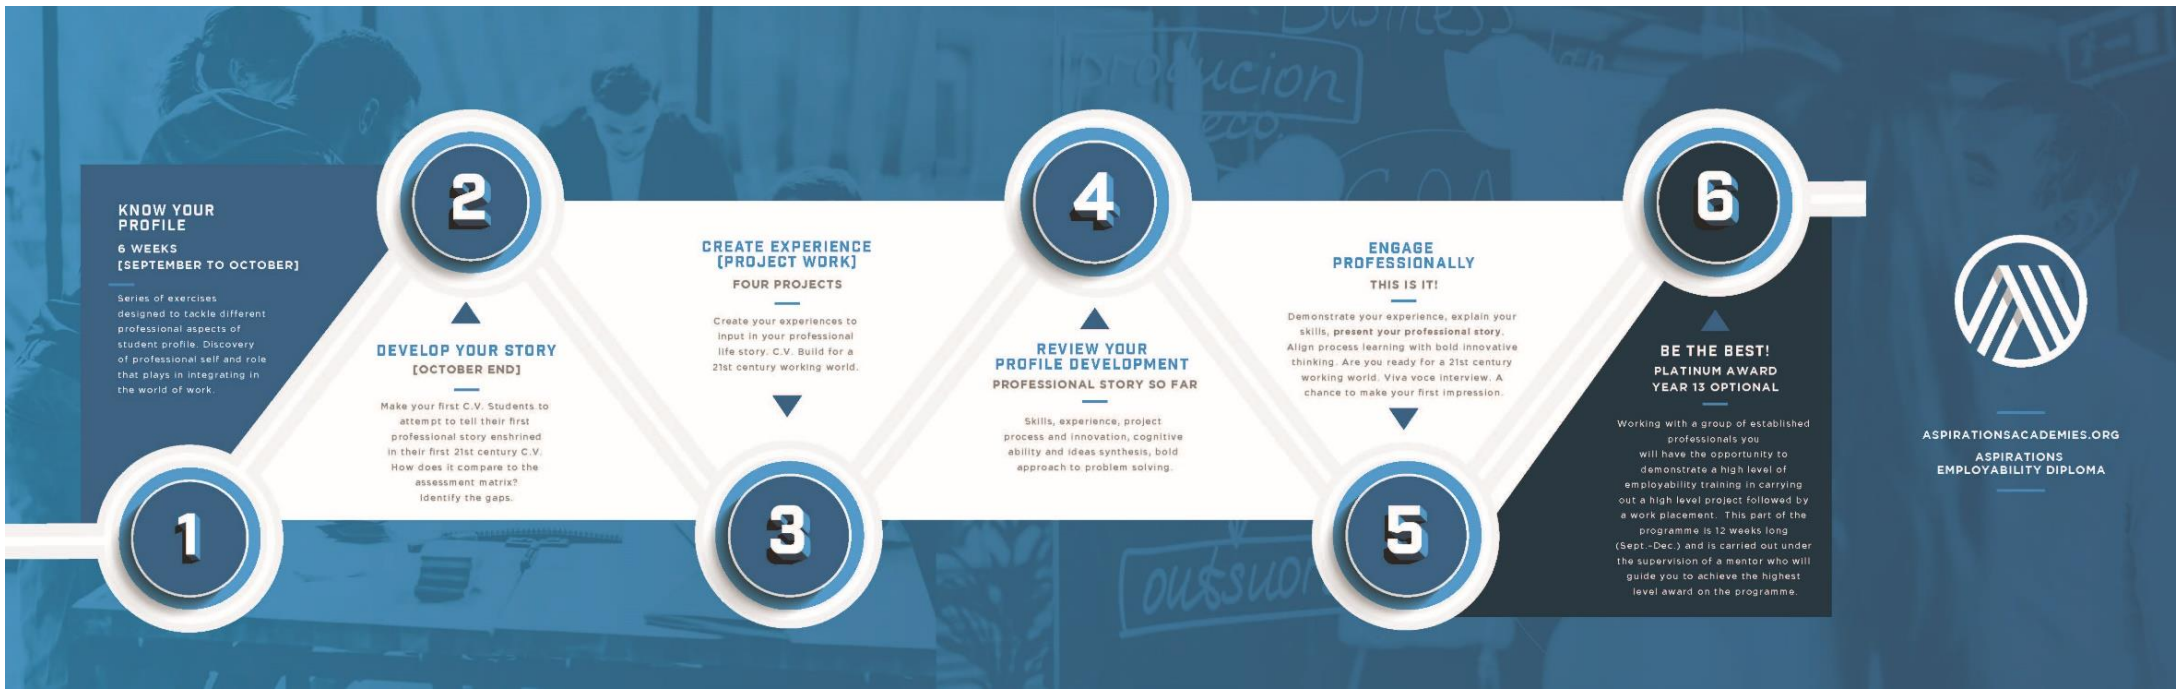 Business
Plan
producion
eco.
outsuo
1
KNOW YOUR
PROFILE
6 WEEKS
[SEPTEMBER TO OCTOBER]
Series of exercises
designed to tackle different
professional aspects of
student profile. Discovery
of professional self and role
that plays in integrating in
the world of work.
2
DEVELOP YOUR STORY
[OCTOBER END]
Make your first C.V. Students to
attempt to tell their first
professional story enshrined
in their first 21st century C.V.
How does it compare to the
assessment matrix?
Identify the gaps.
CREATE EXPERIENCE
[PROJECT WORK]
FOUR PROJECTS
Create your experiences to
input in your professional
life story. C.V. Build for a
21st century working world.
3
4
REVIEW YOUR
PROFILE DEVELOPMENT
PROFESSIONAL STORY SO FAR
Skills, experience, project
process and innovation, cognitive
ability and ideas synthesis, bold
approach to problem solving.
ENGAGE
PROFESSIONALLY
THIS IS IT!
Demonstrate your experience, explain your
skills, present your professional story.
Align process learning with bold innovative
thinking. Are you ready for a 21st century
working world. Viva voce interview. A
chance to make your first impression.
5
6
BE THE BEST!
PLATINUM AWARD
YEAR 13 OPTIONAL
Working with a group of established
professionals you
will have the opportunity to
demonstrate a high level of
employability training in carrying
out a high level project followed by
a work placement. This part of the
programme is 12 weeks long
(Sept.-Dec.) and is carried out under
the supervision of a mentor who will
guide you to achieve the highest
level award on the programme.
ASPIRATIONSACADEMIES.ORG
ASPIRATIONS
EMPLOYABILITY DIPLOMA